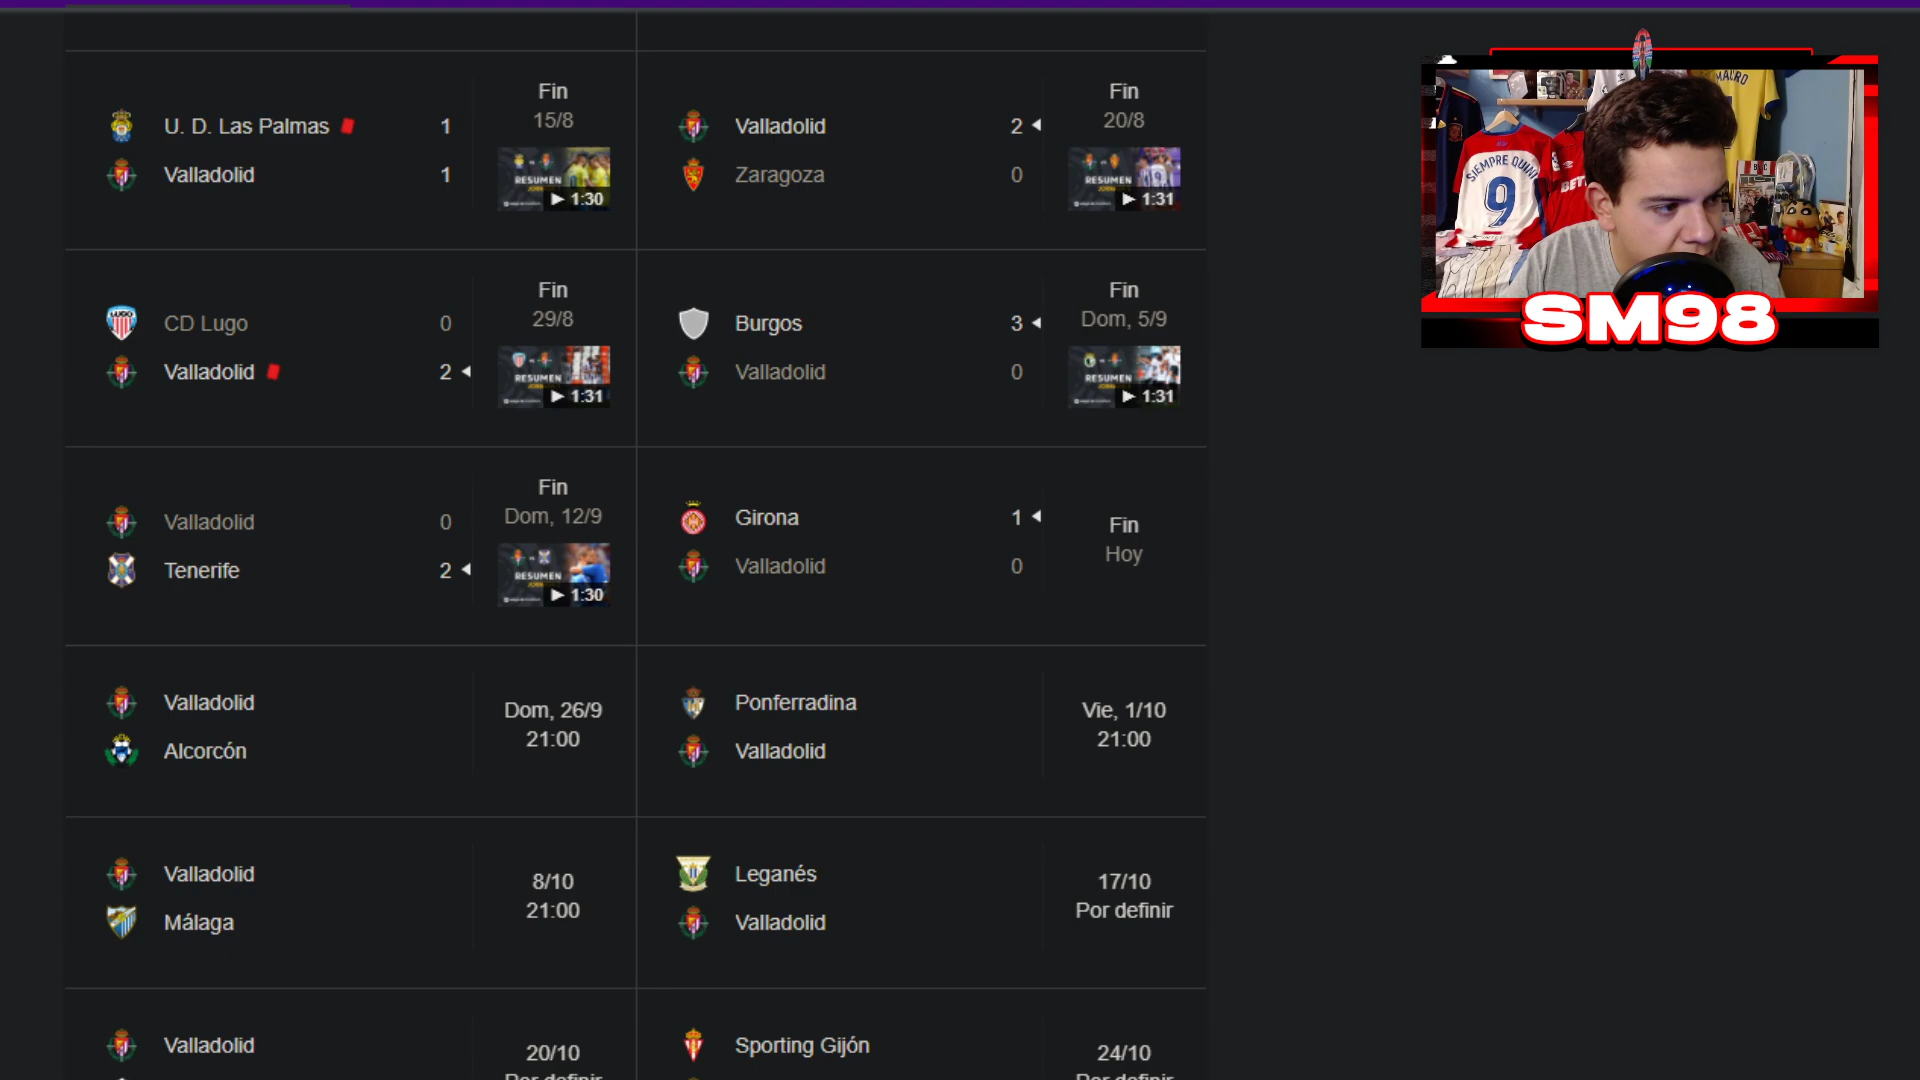 Fin
15/8
U. D. Las Palmas 1
Valladolid 1
RESUMEN
1:30
Fin
20/8
Valladolid 2
Zaragoza 0
RESUMEN
1:31
Fin
29/8
CD Lugo 0
Valladolid 2
RESUMEN
1:31
Fin
Dom, 5/9
Burgos 3
Valladolid 0
RESUMEN
1:31
Fin
Dom, 12/9
Valladolid 0
Tenerife 2
RESUMEN
1:30
Girona 1
Valladolid 0
Fin
Hoy
Valladolid
Alcorcón
Dom, 26/9
21:00
Ponferradina
Valladolid
Vie, 1/10
21:00
Valladolid
Málaga
8/10
21:00
Leganés
Valladolid
17/10
Por definir
Valladolid
20/10
Por definir
Sporting Gijón
24/10
Por definir
MAURO
SIEMPRE QUINI
9
SM98